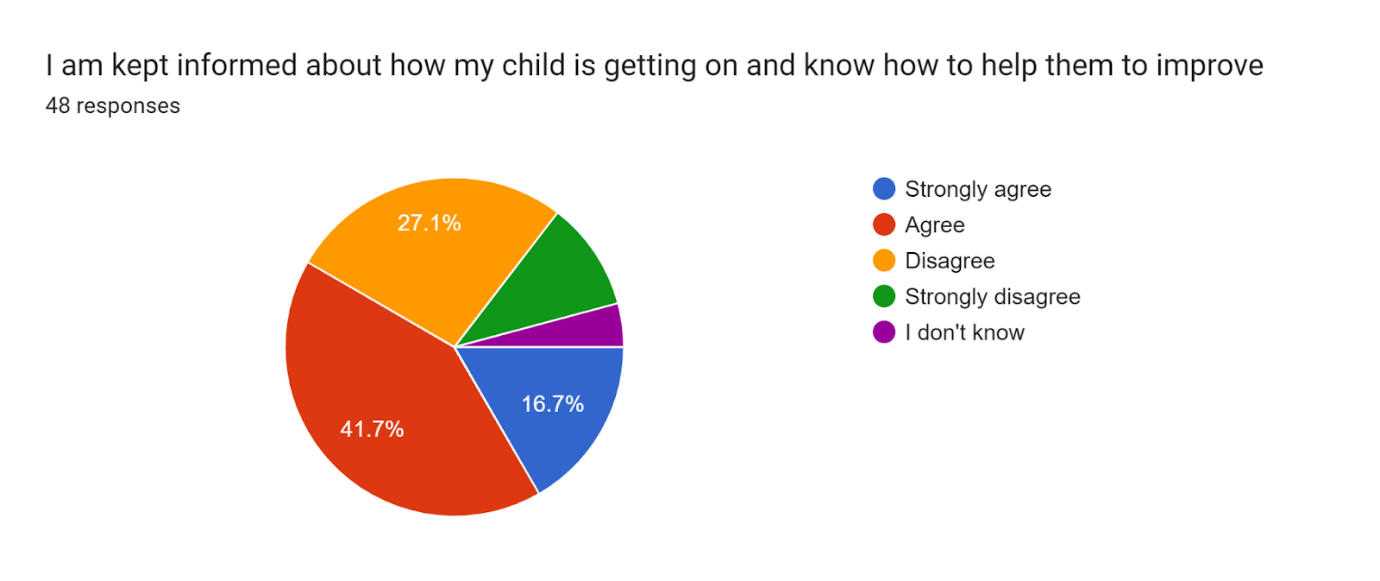 I am kept informed about how my child is getting on and know how to help them to improve
48 responses
27.1%
41.7%
16.7%
Strongly agree
Agree
Disagree
Strongly disagree
I don't know